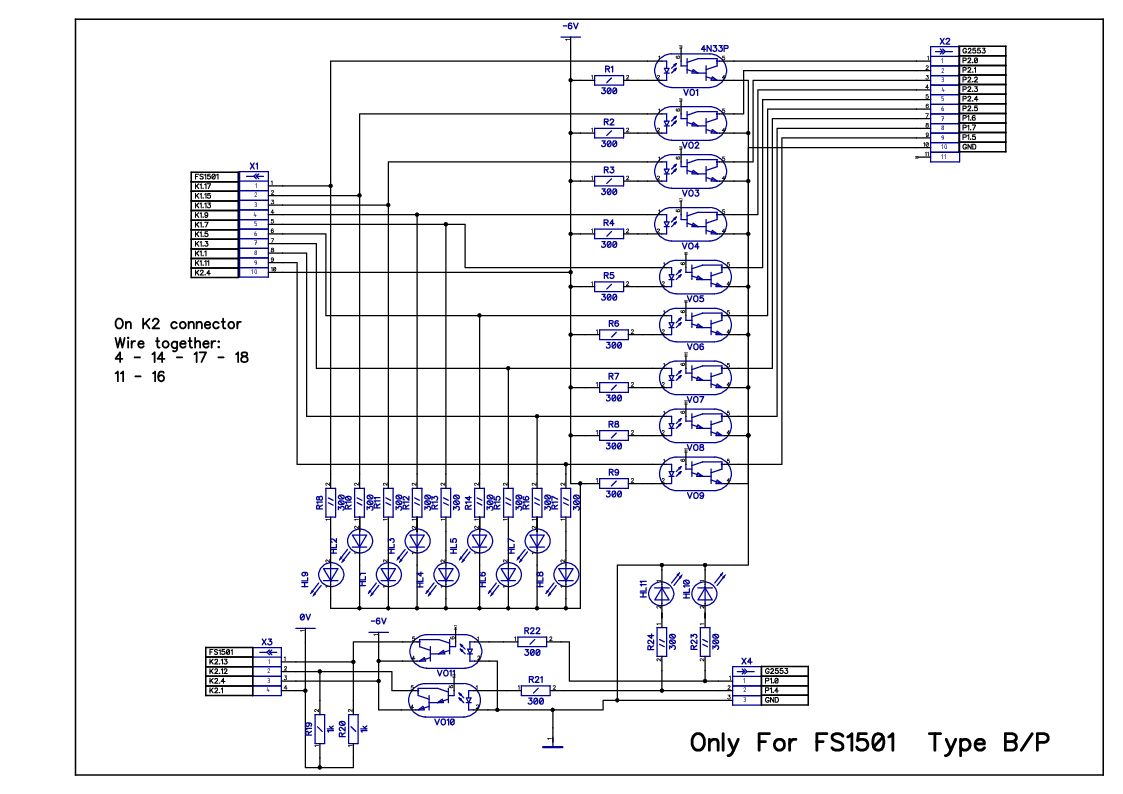 -6V
4N33P
VO1
R1
300
VO2
R2
300
VO3
R3
300
VO4
R4
300
VO5
R5
300
VO6
R6
300
VO7
R7
300
VO8
R8
300
VO9
R9
300
X2
G2553
1 P2.0
2 P2.1
3 P2.2
4 P2.3
5 P2.4
6 P2.5
7 P1.6
8 P1.7
9 P1.5
10 GND
11
X1
FS1501
K1.17 1
K1.15 2
K1.13 3
K1.9 4
K1.7 5
K1.5 6
K1.3 7
K1.1 8
K1.11 9
K2.4 10
On K2 connector
Wire together:
4 - 14 - 17 - 18
11 - 16
R18 300
R10 300
R11 300
R12 300
R13 300
R14 300
R15 300
R16 300
R17 300
HL9
HL2
HL1
HL3
HL4
HL5
HL6
HL7
HL8
HL11
HL10
R24 300
R23 300
0V
-6V
X3
FS1501
K2.13 1
K2.12 2
K2.4 3
K2.1 4
R19 1k
R20 1k
VO11
VO10
R22
300
R21
300
X4
G2553
1 P1.0
2 P1.4
3 GND
Only For FS1501 Type B/P